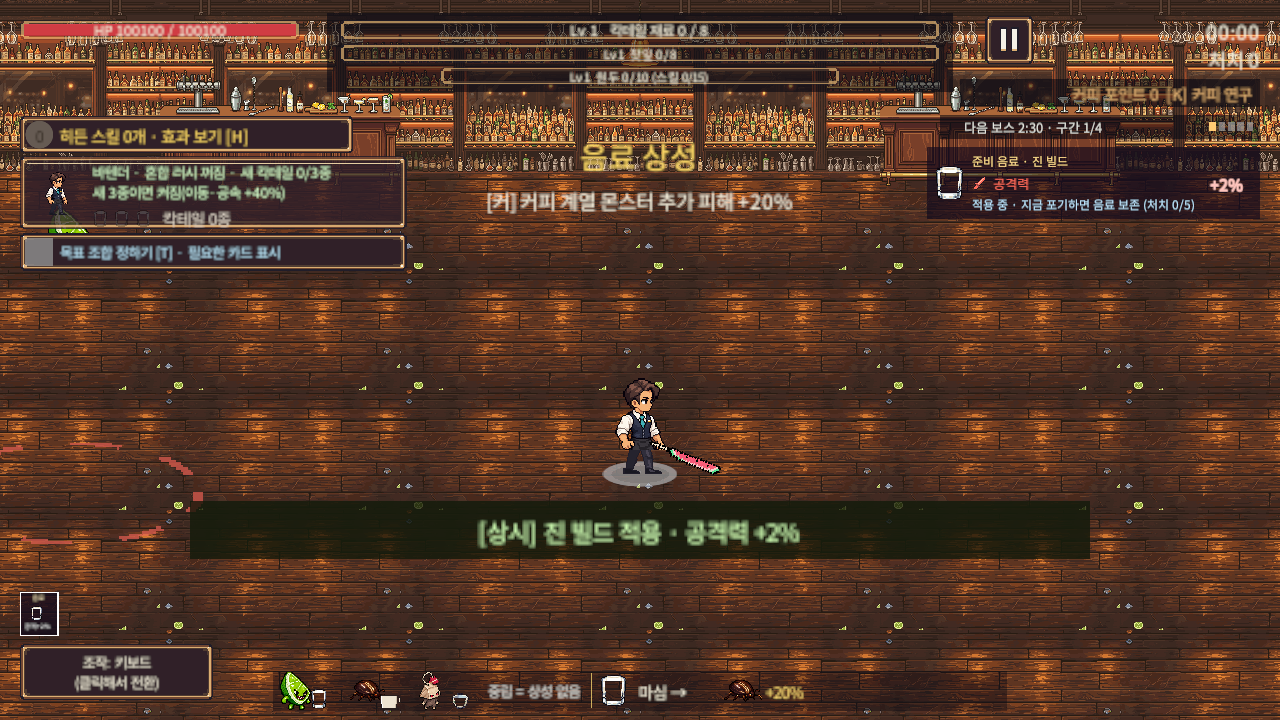 HP 100100 / 100100
Lv 1 칵테일 재료 0 / 8
Lv1 빚잎 0/8
Lv1 원두 0/10 (스킬 0/15)
00:00
처치 0
커피 포인트 0 [K] 커피 연구
다음 보스 2:30 · 구간 1/4
0
히든 스킬 0개 · 효과 보기 [H]
바텐더 - 혼합 러시 꺼짐 - 새 칵테일 0/3종
새 3종이면 켜짐(이동·공속 +40%)
칵테일 0종
목표 조합 정하기 [T] - 필요한 카드 표시
음료 상성
[커] 커피 계열 몬스터 추가 피해 +20%
준비 음료 · 진 빌드
공격력
+2%
적용 중 · 지금 포기하면 음료 보존 (처치 0/5)
[상시] 진 빌드 적용 · 공격력 +2%
조작: 키보드
(클릭해서 전환)
중립 = 상성 없음
마심 →
+20%